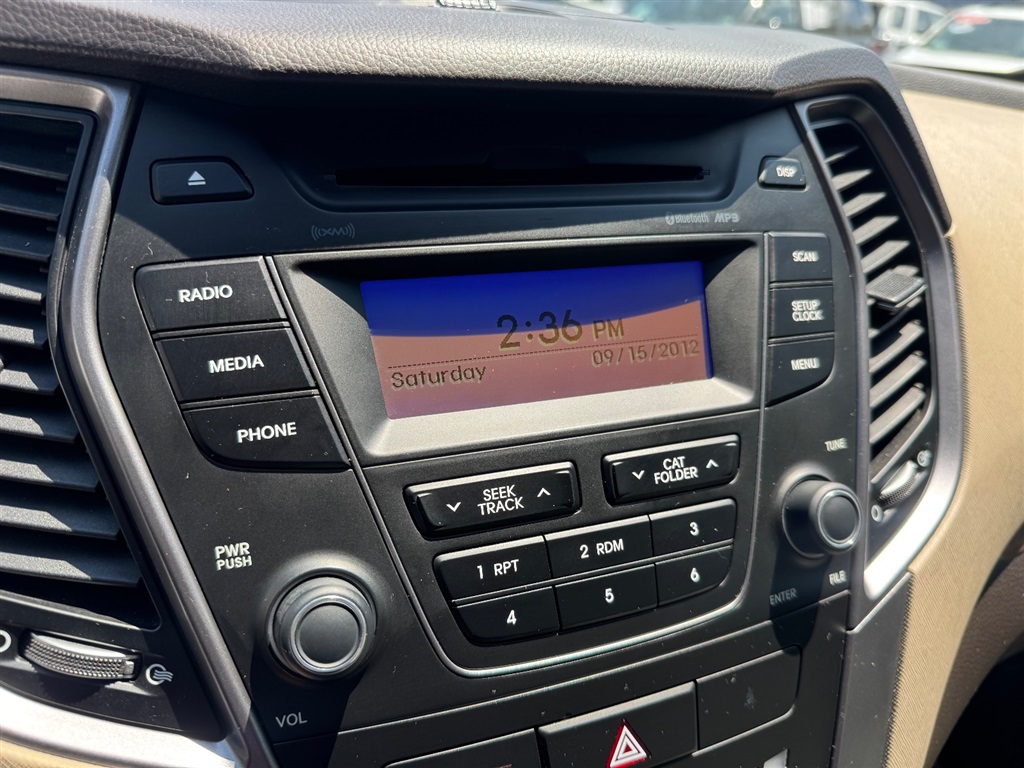 DISP
((XM))
Bluetooth MP3
RADIO
SCAN
2:36 PM
SETUP
CLOCK
09/15/2012
MEDIA
Saturday
MENU
PHONE
SEEK
TRACK
CAT
FOLDER
TUNE
PWR
PUSH
1 RPT
2 RDM
3
4
5
6
FILE
ENTER
VOL